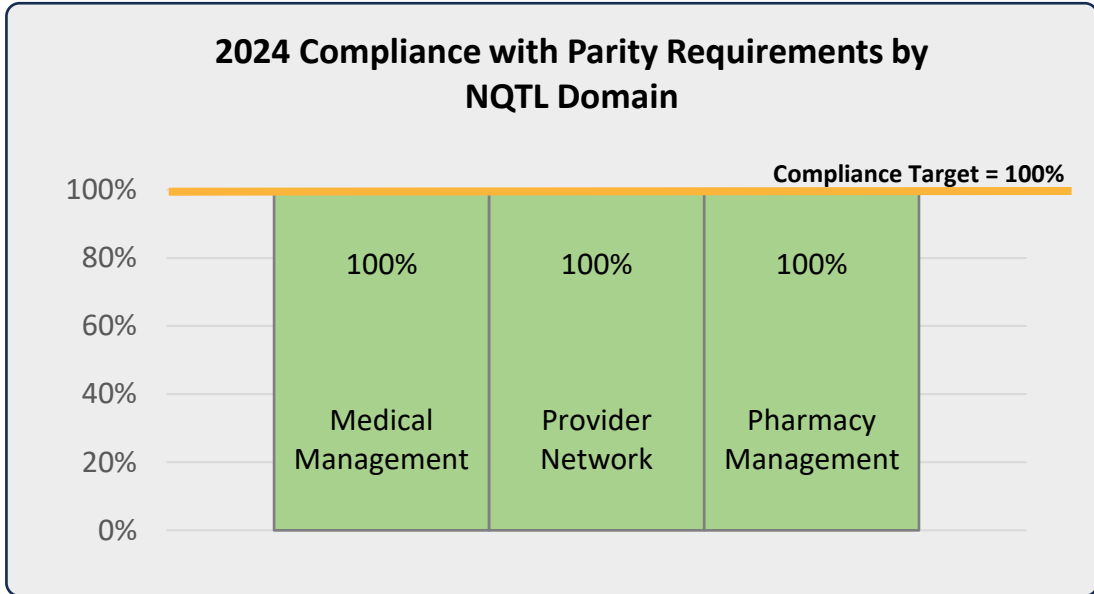 2024 Compliance with Parity Requirements by
NQTL Domain
Compliance Target = 100%
100%
80%
60%
40%
20%
0%
100%
100%
100%
Medical
Management
Provider
Network
Pharmacy
Management